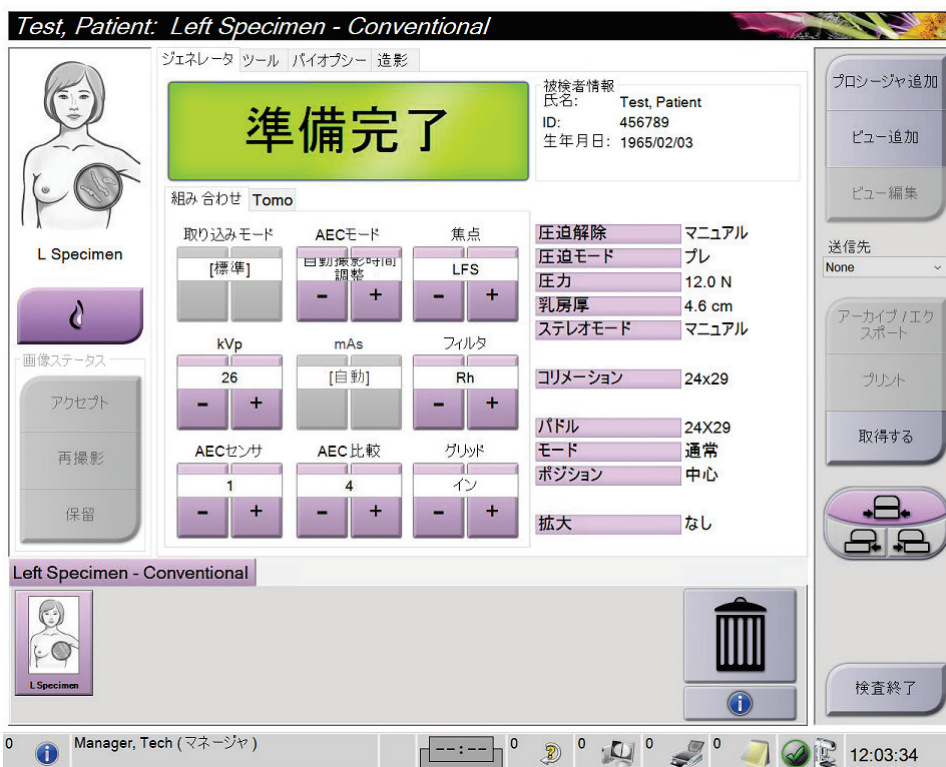 Test, Patient: Left Specimen - Conventional
ジェネレータ ツール バイオプシー 造影
準備完了
被検者情報
氏名: Test, Patient
ID: 456789
生年月日: 1965/02/03
L Specimen
画像ステータス
アクセプト
再撮影
保留
組み合わせ Tomo
取り込みモード AECモード 焦点
[標準] 自動撮影時間調整 LFS
- + - +
kVp mAs フィルタ
26 [自動] Rh
- + - +
AECセンサ AEC比較 グリッド
1 4 イン
- + - + - +
圧迫解除 マニュアル
圧迫モード プレ
圧力 12.0 N
乳房厚 4.6 cm
ステレオモード マニュアル
コリメーション 24x29
パドル 24X29
モード 通常
ポジション 中心
拡大 なし
プロシージャ追加
ビュー追加
ビュー編集
送信先
None
アーカイブ / エク
スポート
プリント
取得する
検査終了
Left Specimen - Conventional
L Specimen
0 Manager, Tech (マネージャ) --:-- 0 0 0 0 12:03:34